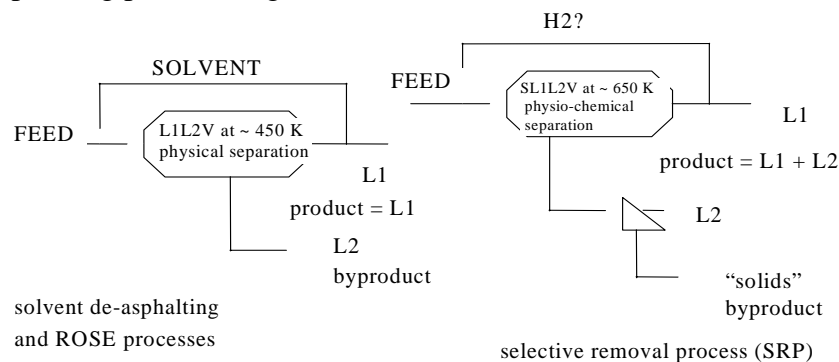 H2?
SOLVENT
FEED
SL1L2V at ~ 650 K
physio-chemical
separation
L1
product = L1 + L2
L2
“solids”
byproduct
selective removal process (SRP)
FEED
L1L2V at ~ 450 K
physical separation
L1
product = L1
L2
byproduct
solvent de-asphalting
and ROSE processes